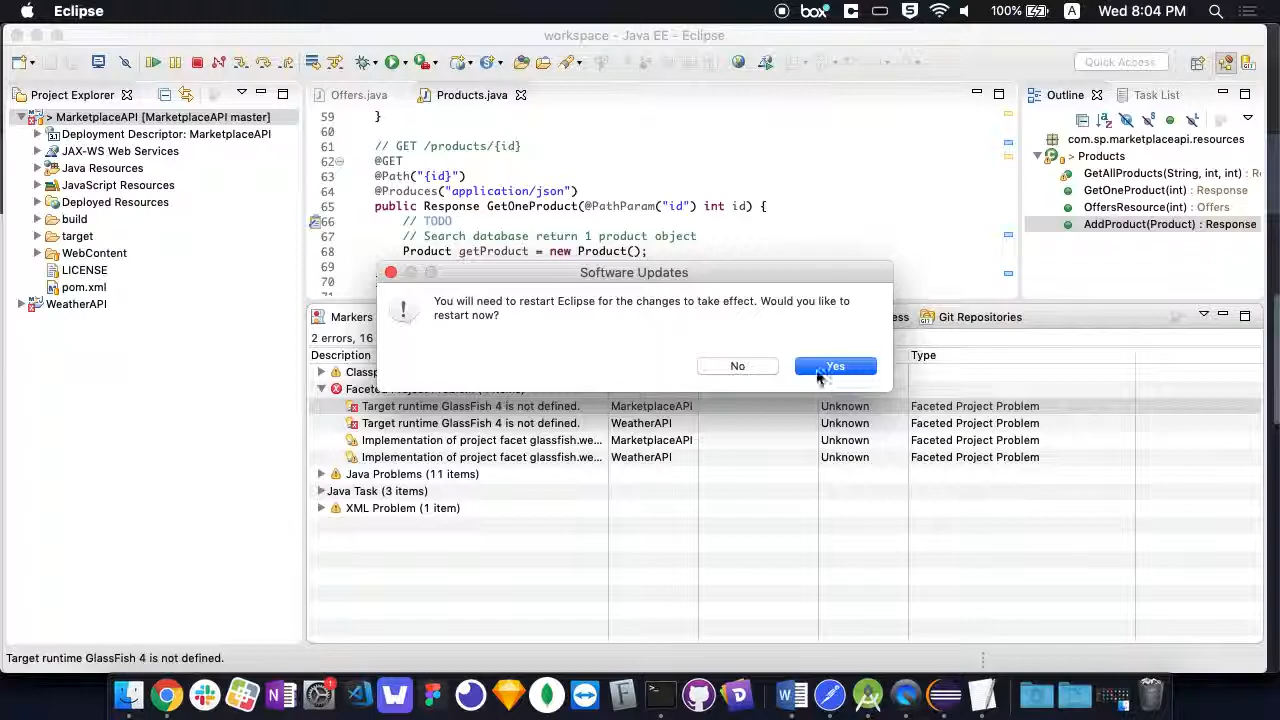 Eclipse
box
100%
A
Wed 8:04 PM
workspace - Java EE - Eclipse
Quick Access
Project Explorer
> MarketplaceAPI [MarketplaceAPI master]
Deployment Descriptor: MarketplaceAPI
JAX-WS Web Services
Java Resources
JavaScript Resources
Deployed Resources
build
target
WebContent
LICENSE
pom.xml
WeatherAPI
Offers.java
Products.java
59 }
60
61 // GET /products/{id}
62 @GET
63 @Path("{id}")
64 @Produces("application/json")
65 public Response GetOneProduct(@PathParam("id") int id) {
66 // TODO
67 // Search database return 1 product object
68 Product getProduct = new Product();
69
70
71
Outline
Task List
com.sp.marketplaceapi.resources
> Products
GetAllProducts(String, int, int) : Re
GetOneProduct(int) : Response
OffersResource(int) : Offers
AddProduct(Product) : Response
Software Updates
You will need to restart Eclipse for the changes to take effect. Would you like to
restart now?
No
Yes
Markers
ess
Git Repositories
2 errors, 16
Description
Type
Classp
Faceted
Target runtime GlassFish 4 is not defined. MarketplaceAPI Unknown Faceted Project Problem
Target runtime GlassFish 4 is not defined. WeatherAPI Unknown Faceted Project Problem
Implementation of project facet glassfish.we... MarketplaceAPI Unknown Faceted Project Problem
Implementation of project facet glassfish.we... WeatherAPI Unknown Faceted Project Problem
Java Problems (11 items)
Java Task (3 items)
XML Problem (1 item)
Target runtime GlassFish 4 is not defined.